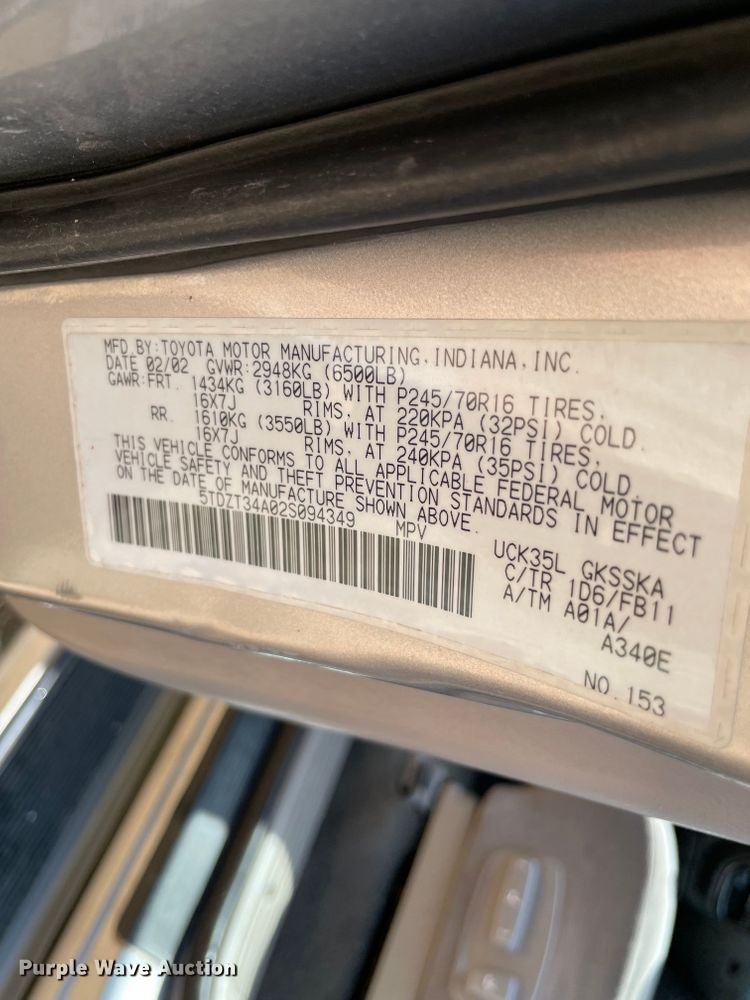 MFD.BY:TOYOTA MOTOR MANUFACTURING,INDIANA,INC.
DATE 02/02 GVWR:2948KG (6500LB)
GAWR:FRT. 1434KG (3160LB) WITH P245/70R16 TIRES,
16X7J RIMS, AT 220KPA (32PSI) COLD.
RR. 1610KG (3550LB) WITH P245/70R16 TIRES,
16X7J RIMS, AT 240KPA (35PSI) COLD.
THIS VEHICLE CONFORMS TO ALL APPLICABLE FEDERAL MOTOR
VEHICLE SAFETY AND THEFT PREVENTION STANDARDS IN EFFECT
ON THE DATE OF MANUFACTURE SHOWN ABOVE.
5TDZT34A02S094349 MPV
UCK35L GKSSKA
C/TR 1D6/FB11
A/TM A01A/
A340E
NO.153
Purple Wave Auction